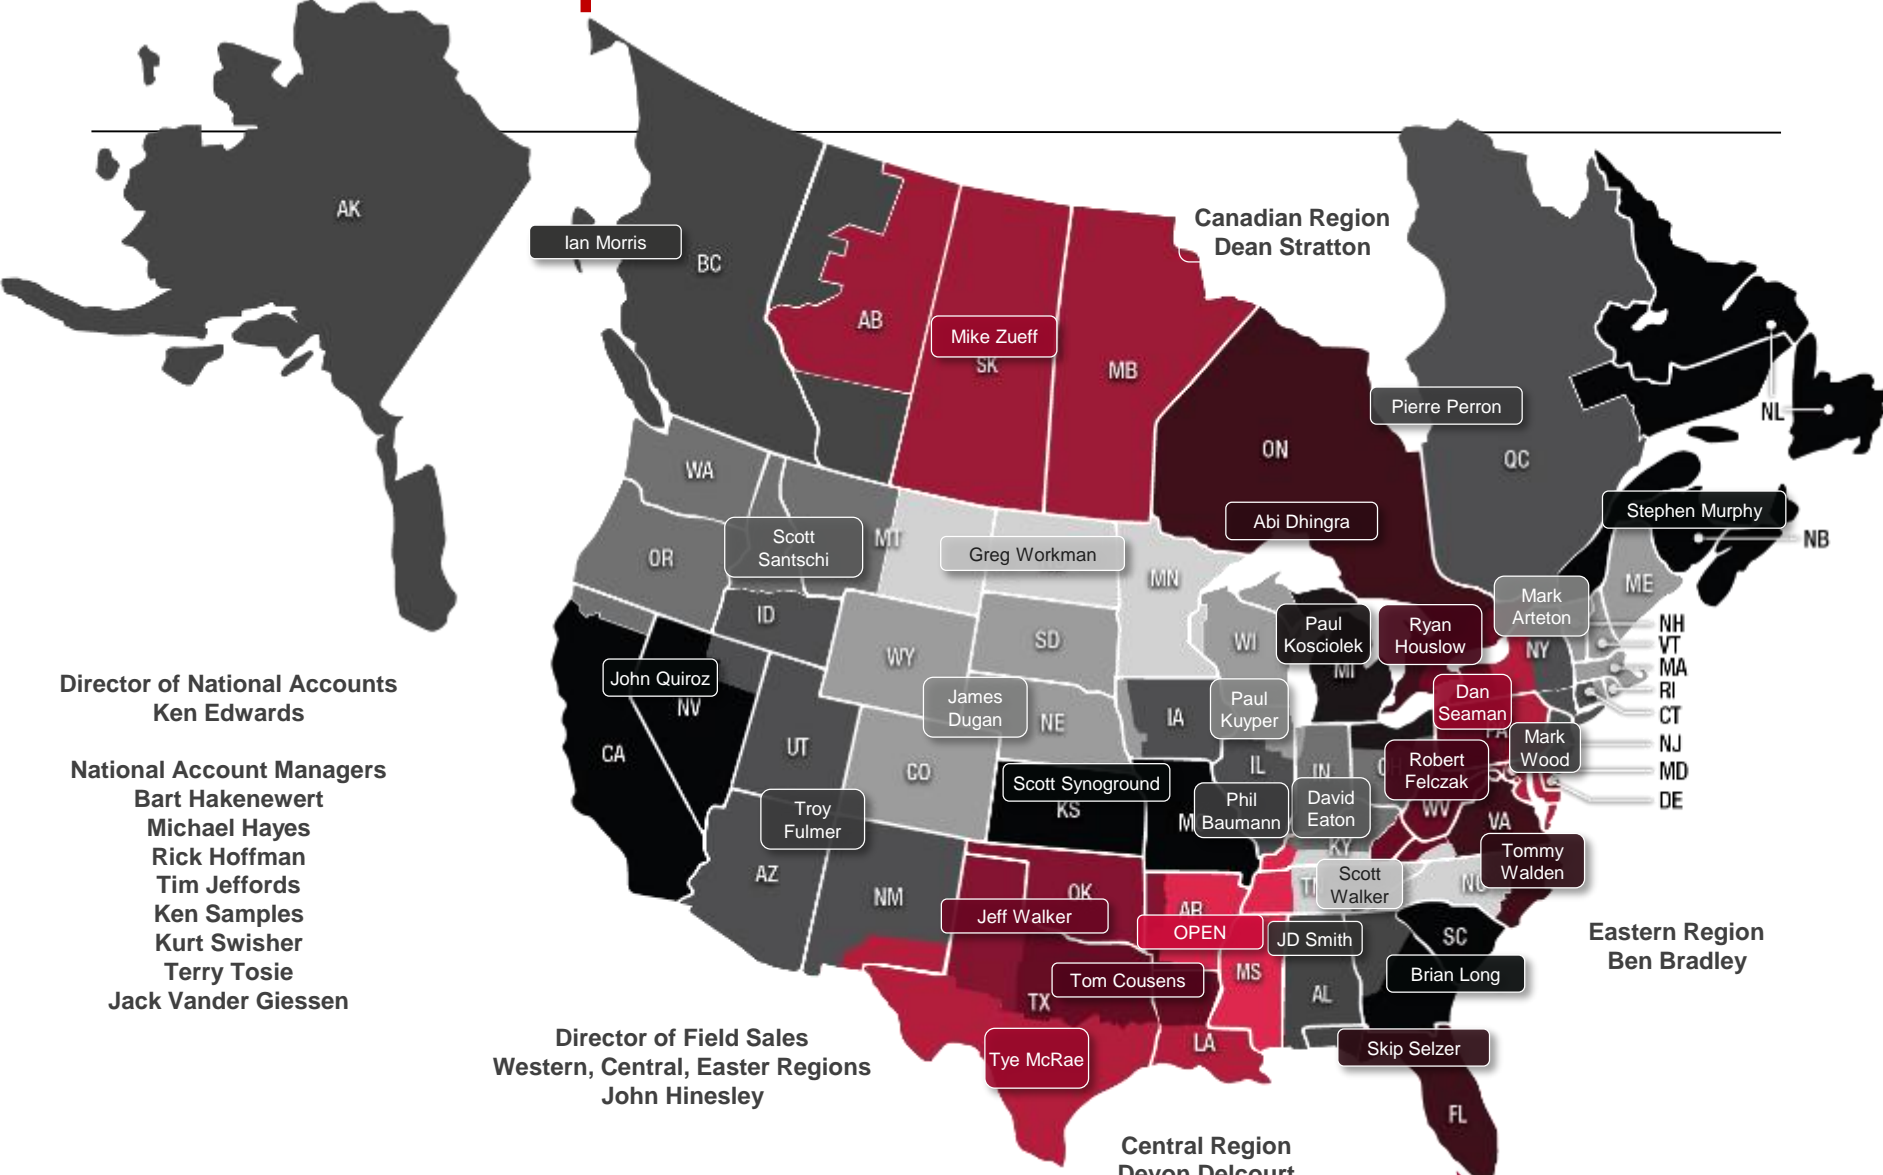 AK
Ian Morris
BC
Canadian Region
Dean Stratton
AB
Mike Zueff
SK
MB
Pierre Perron
NL
ON
QC
Abi Dhingra
Stephen Murphy
NB
WA
OR
Scott
Santschi
MT
Greg Workman
MN
ID
Mark
Arteton
ME
NH
VT
MA
RI
CT
NJ
MD
DE
WY
SD
WI
Paul
Kosciolek
MI
Ryan
Houslow
NY
John Quiroz
NV
CA
UT
James
Dugan
NE
IA
Paul
Kuyper
Dan
Seaman
PA
Mark
Wood
CO
Scott Synoground
KS
IL
IN
Robert
Felczak
Troy
Fulmer
M
Phil
Baumann
David
Eaton
KY
WV
VA
Tommy
Walden
AZ
NM
OK
Jeff Walker
AR
OPEN
Scott
Walker
JD Smith
SC
Brian Long
TX
Tom Cousens
MS
AL
LA
Tye McRae
Skip Selzer
FL
Director of National Accounts
Ken Edwards
National Account Managers
Bart Hakenewert
Michael Hayes
Rick Hoffman
Tim Jeffords
Ken Samples
Kurt Swisher
Terry Tosie
Jack Vander Giessen
Eastern Region
Ben Bradley
Director of Field Sales
Western, Central, Easter Regions
John Hinesley
Central Region
Devon Delcourt